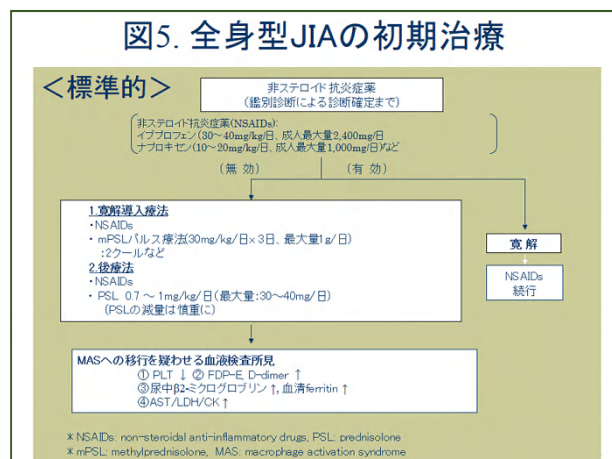 図5. 全身型JIAの初期治療
<標準的>
非ステロイド抗炎症薬
(鑑別診断による診断確定まで)
非ステロイド抗炎症薬(NSAIDs):
イブプロフェン(30~40mg/kg/日、成人最大量2,400mg/日
ナプロキセン(10~20mg/kg/日、成人最大量1,000mg/日)など
(無 効)
(有 効)
1.寛解導入療法
・NSAIDs
・mPSLパルス療法(30mg/kg/日×3日、最大量1g/日)
:2クールなど
2.後療法
・NSAIDs
・PSL 0.7 ~ 1mg/kg/日(最大量:30~40mg/日)
(PSLの減量は慎重に)
寛 解
NSAIDs
続行
MASへの移行を疑わせる血液検査所見
① PLT ↓ ② FDP-E, D-dimer ↑
③尿中β2-ミクログロブリン ↑, 血清ferritin ↑
④AST/LDH/CK ↑
* NSAIDs: non-steroidal anti-inflammatory drugs, PSL: prednisolone
* mPSL: methylprednisolone, MAS: macrophage activation syndrome